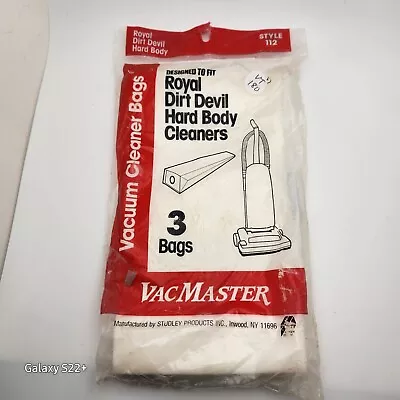 Royal
Dirt Devil
Hard Body
STYLE
112
Vacuum Cleaner Bags
DESIGNED TO FIT
Royal
Dirt Devil
Hard Body
Cleaners
3
Bags
VACMASTER
Manufactured by STUDLEY PRODUCTS INC., Inwood, NY 11696
Galaxy S22+